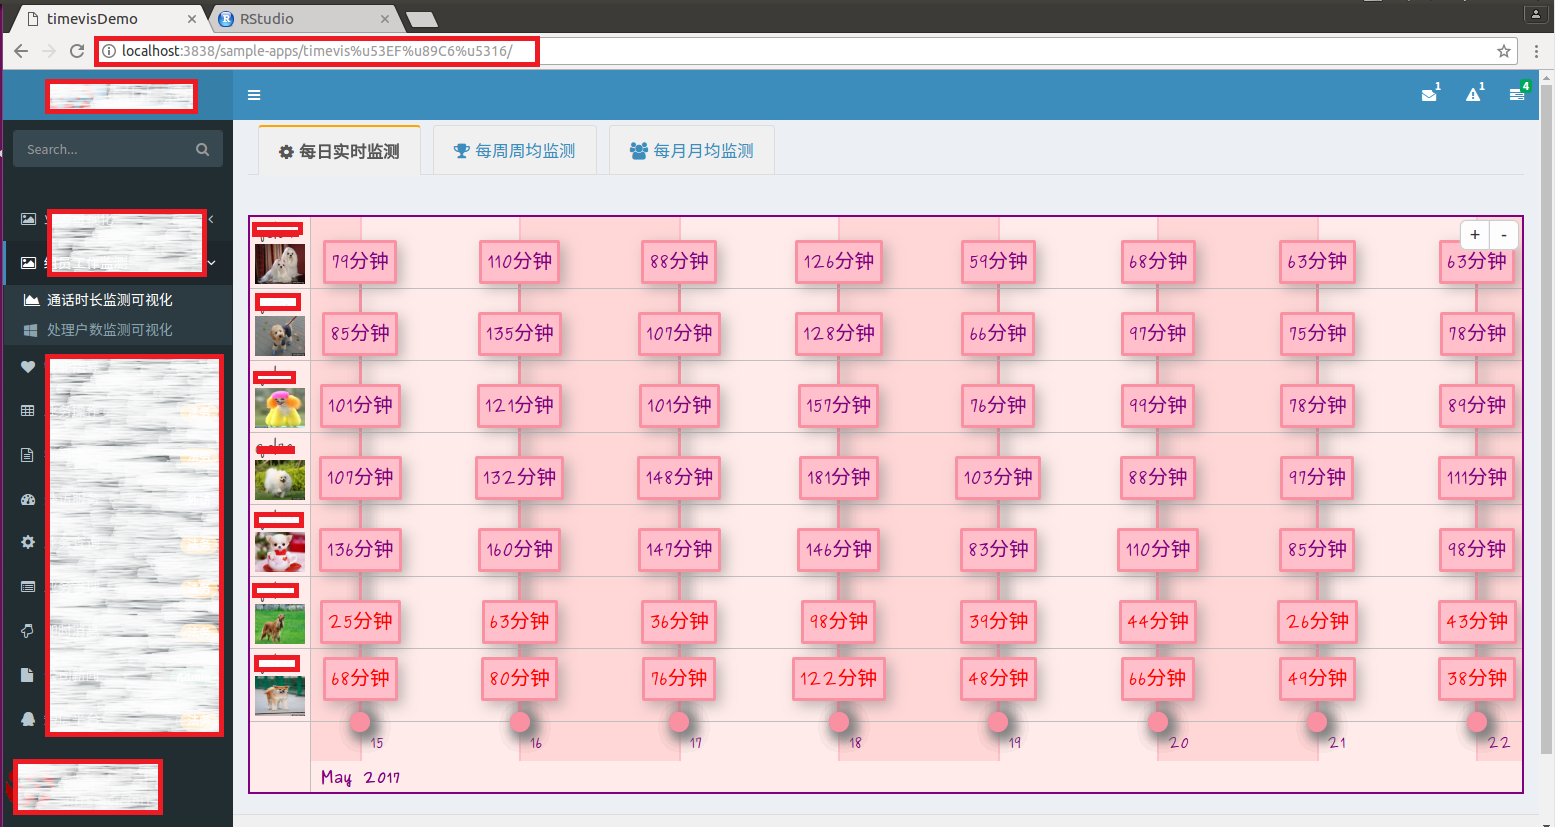 timevisDemo
RStudio
localhost:3838/sample-apps/timevis%u53EF%u89C6%u5316/
1
1
4
Search...
每日实时监测
每周周均监测
每月月均监测
通话时长监测可视化
处理户数监测可视化
+ -
79分钟 110分钟 88分钟 126分钟 59分钟 68分钟 63分钟 63分钟
85分钟 135分钟 107分钟 128分钟 66分钟 97分钟 75分钟 78分钟
101分钟 121分钟 101分钟 157分钟 76分钟 99分钟 78分钟 89分钟
107分钟 132分钟 148分钟 181分钟 103分钟 88分钟 97分钟 111分钟
136分钟 160分钟 147分钟 146分钟 83分钟 110分钟 85分钟 98分钟
25分钟 63分钟 36分钟 98分钟 39分钟 44分钟 26分钟 43分钟
68分钟 80分钟 76分钟 122分钟 48分钟 66分钟 49分钟 38分钟
15 16 17 18 19 20 21 22
May 2017